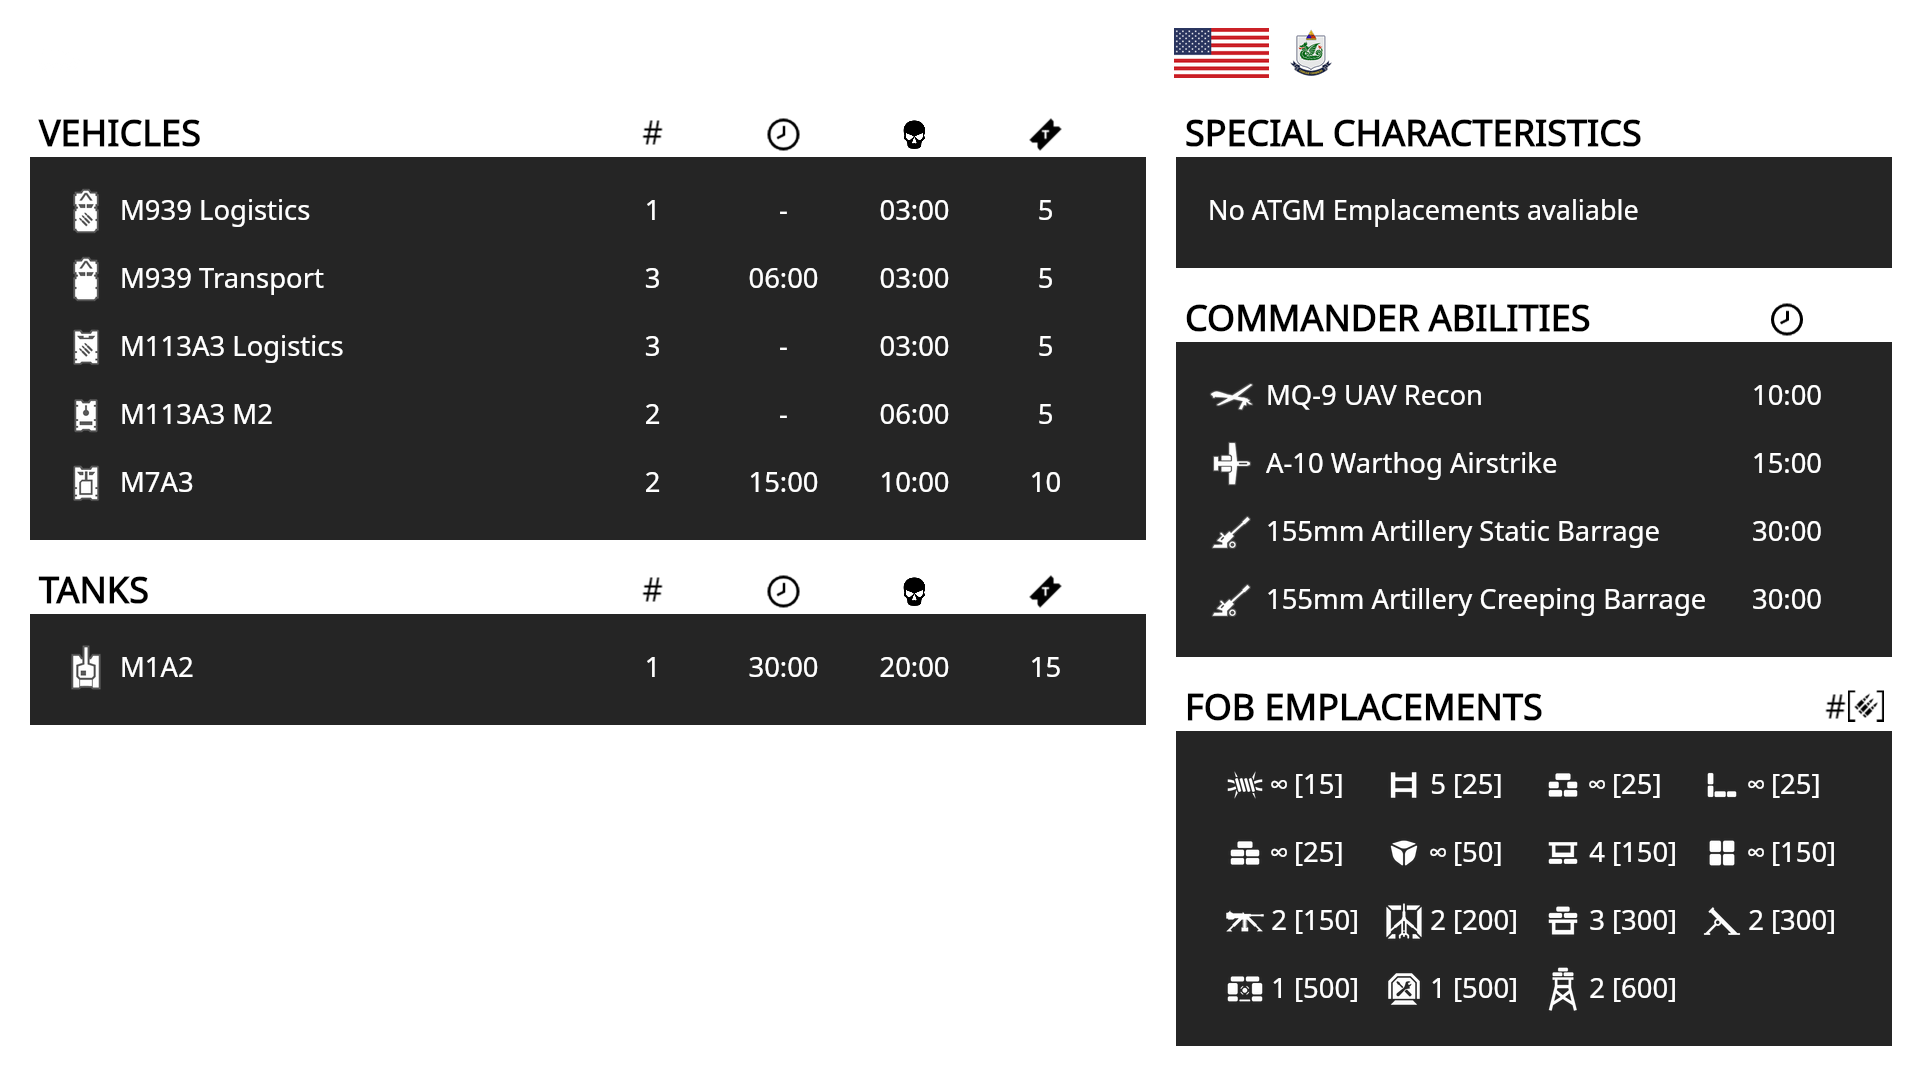 VEHICLES #
M939 Logistics 1 - 03:00 5
M939 Transport 3 06:00 03:00 5
M113A3 Logistics 3 - 03:00 5
M113A3 M2 2 - 06:00 5
M7A3 2 15:00 10:00 10
TANKS #
M1A2 1 30:00 20:00 15
SPECIAL CHARACTERISTICS
No ATGM Emplacements avaliable
COMMANDER ABILITIES
MQ-9 UAV Recon 10:00
A-10 Warthog Airstrike 15:00
155mm Artillery Static Barrage 30:00
155mm Artillery Creeping Barrage 30:00
FOB EMPLACEMENTS #[ ]
∞ [15] 5 [25] ∞ [25] ∞ [25]
∞ [25] ∞ [50] 4 [150] ∞ [150]
2 [150] 2 [200] 3 [300] 2 [300]
1 [500] 1 [500] 2 [600]